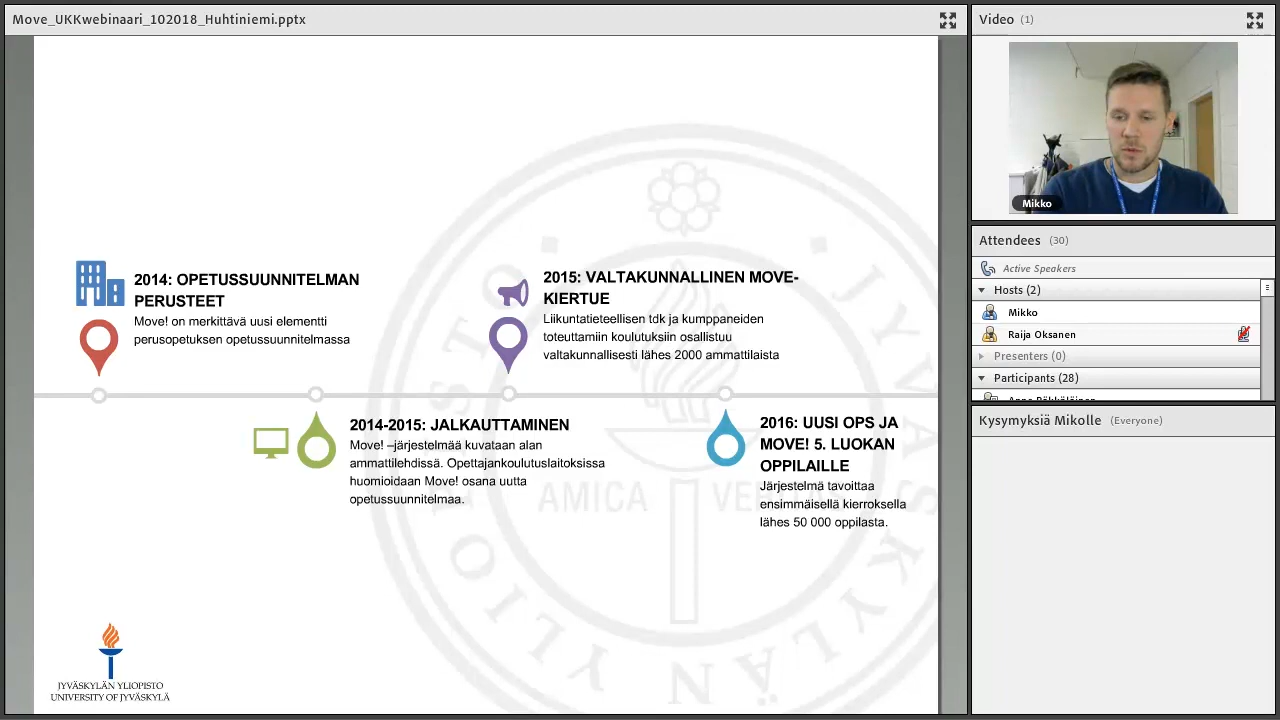 Move_UKKwebinaari_102018_Huhtiniemi.pptx
2014: OPETUSSUUNNITELMAN
PERUSTEET
Move! on merkittävä uusi elementti
perusopetuksen opetussuunnitelmassa
2015: VALTAKUNNALLINEN MOVE-
KIERTUE
Liikuntatieteellisen tdk ja kumppaneiden
toteuttamiin koulutuksiin osallistuu
valtakunnallisesti lähes 2000 ammattilaista
2014-2015: JALKAUTTAMINEN
Move! –järjestelmää kuvataan alan
ammattilehdissä. Opettajankoulutuslaitoksissa
huomioidaan Move! osana uutta
opetussuunnitelmaa.
2016: UUSI OPS JA
MOVE! 5. LUOKAN
OPPILAILLE
Järjestelmä tavoittaa
ensimmäisellä kierroksella
lähes 50 000 oppilasta.
AMICA VERITAS
JYVÄSKYLÄN YLIOPISTO
JYVÄSKYLÄN YLIOPISTO
UNIVERSITY OF JYVÄSKYLÄ
Video (1)
Mikko
Attendees (30)
Active Speakers
Hosts (2)
Mikko
Raija Oksanen
Presenters (0)
Participants (28)
Kysymyksiä Mikolle (Everyone)